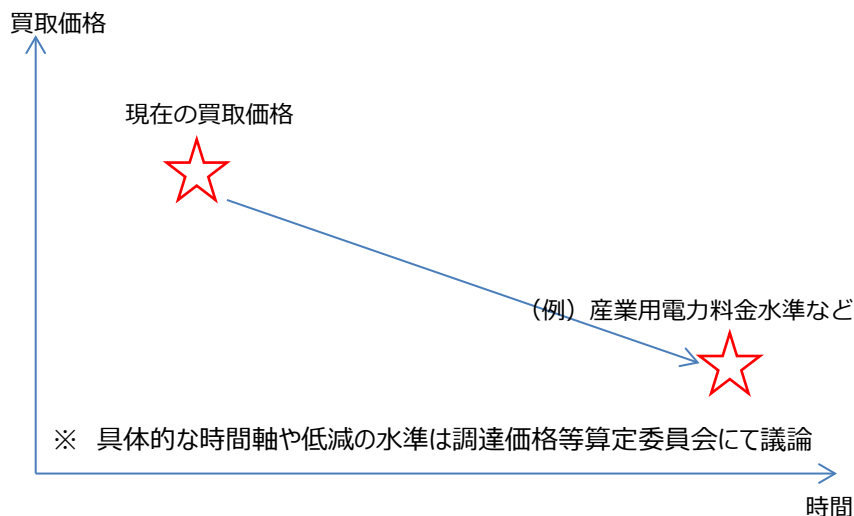 買取価格
現在の買取価格
（例）産業用電力料金水準など
※　具体的な時間軸や低減の水準は調達価格等算定委員会にて議論
時間